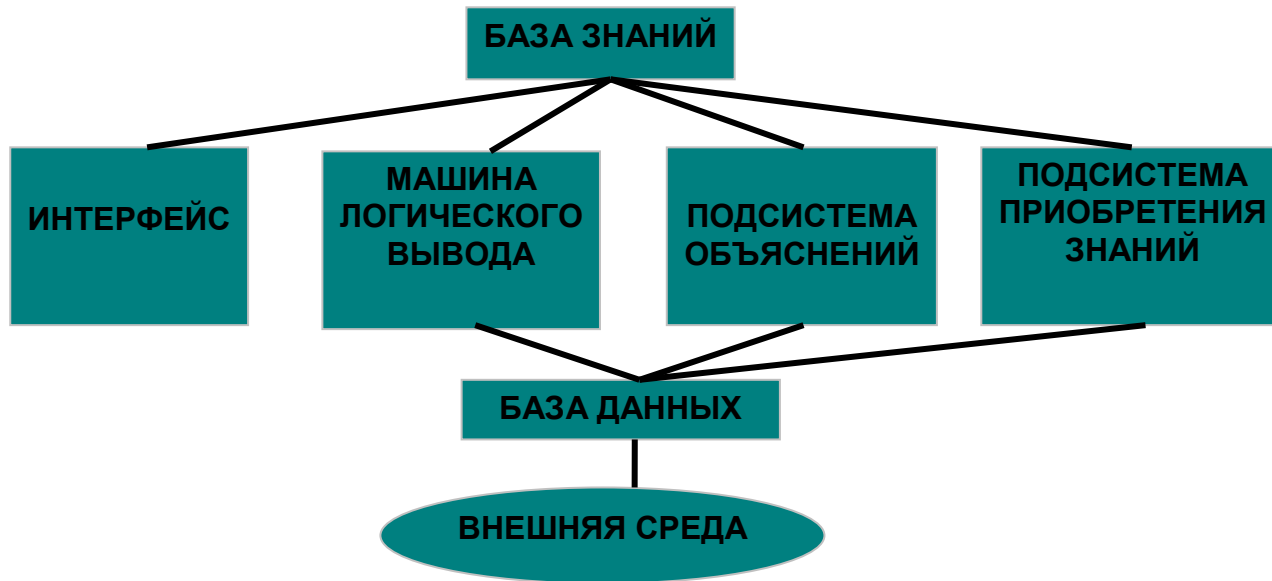 БАЗА ЗНАНИЙ
ИНТЕРФЕЙС
МАШИНА
ЛОГИЧЕСКОГО
ВЫВОДА
ПОДСИСТЕМА
ОБЪЯСНЕНИЙ
ПОДСИСТЕМА
ПРИОБРЕТЕНИЯ
ЗНАНИЙ
БАЗА ДАННЫХ
ВНЕШНЯЯ СРЕДА